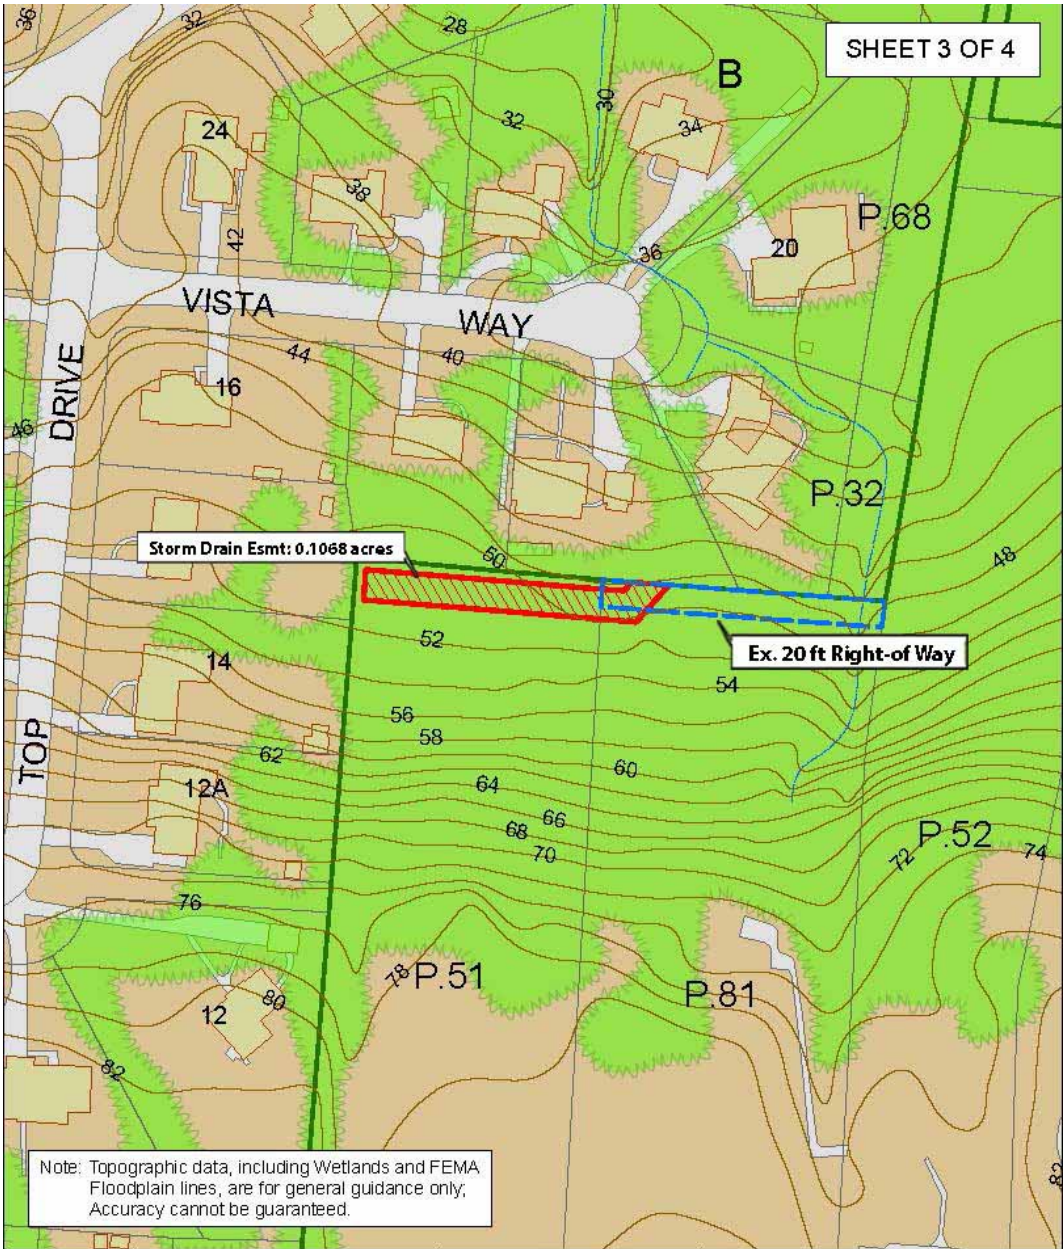 36
32
28
SHEET 3 OF 4
B
30
32
34
24
38
P.68
42
36
20
VISTA
WAY
44
40
DRIVE
16
46
P.32
Storm Drain Esmt: 0.1068 acres
50
48
52
Ex. 20 ft Right-of Way
14
54
56
58
TOP
62
60
64
12A
66
68
70
P.52
72
74
76
78
P.51
P.81
80
12
82
Note: Topographic data, including Wetlands and FEMA
Floodplain lines, are for general guidance only;
Accuracy cannot be guaranteed.
82